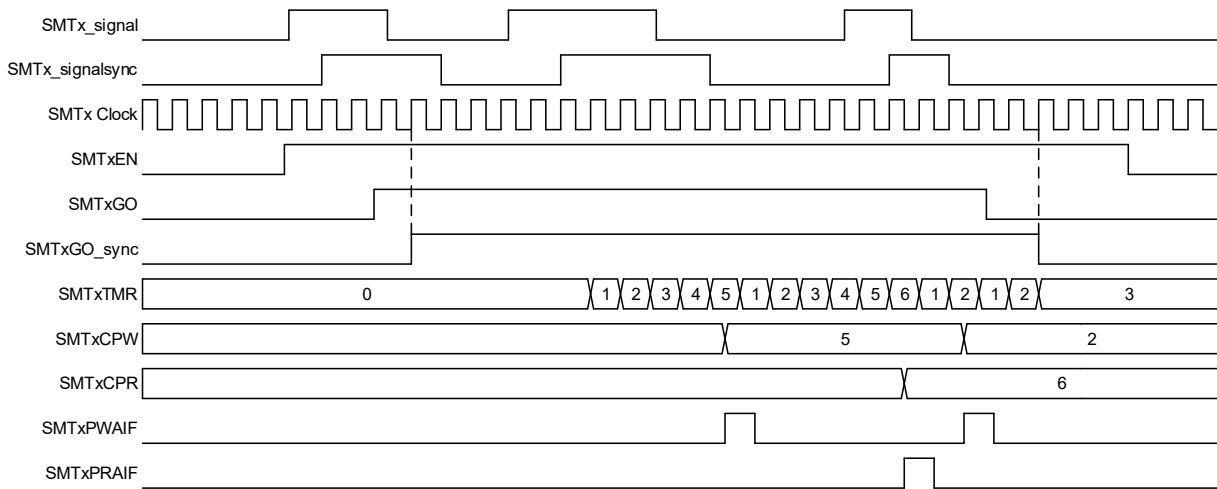 SMTx_signal
SMTx_signalsync
SMTx Clock
SMTxEN
SMTxGO
SMTxGO_sync
SMTxTMR 0 1 2 3 4 5 1 2 3 4 5 6 1 2 1 2 3
SMTxCPW 5 2
SMTxCPR 6
SMTxPWAIF
SMTxPRAIF